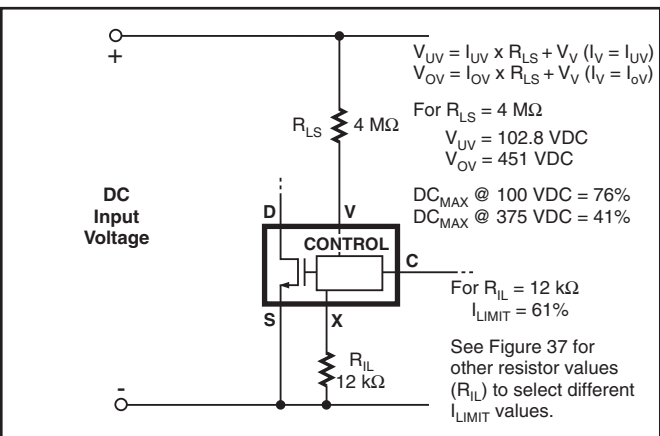 +
V_UV = I_UV x R_LS + V_V (I_V = I_UV)
V_OV = I_OV x R_LS + V_V (I_V = I_oV)
R_LS
4 MΩ
For R_LS = 4 MΩ
V_UV = 102.8 VDC
V_OV = 451 VDC
DC_MAX @ 100 VDC = 76%
DC_MAX @ 375 VDC = 41%
DC
Input
Voltage
D
V
CONTROL
C
S
X
For R_IL = 12 kΩ
I_LIMIT = 61%
R_IL
12 kΩ
See Figure 37 for
other resistor values
(R_IL) to select different
I_LIMIT values.
-